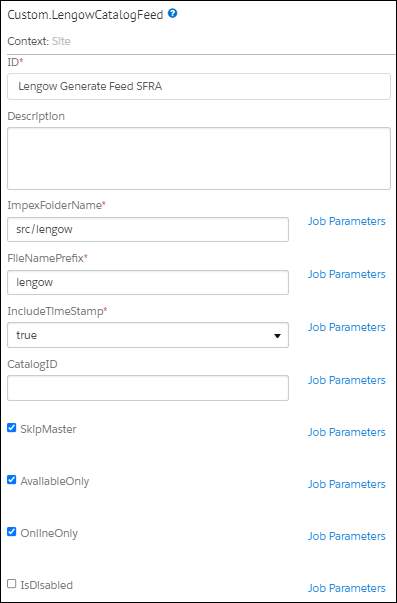 Custom.LengowCatalogFeed ?
Context: Site
ID*
Lengow Generate Feed SFRA
Description
ImpexFolderName*
src/lengow
Job Parameters
FileNamePrefix*
lengow
Job Parameters
IncludeTimeStamp*
true
Job Parameters
CatalogID
Job Parameters
SkipMaster
Job Parameters
AvailableOnly
Job Parameters
OnlineOnly
Job Parameters
IsDisabled
Job Parameters